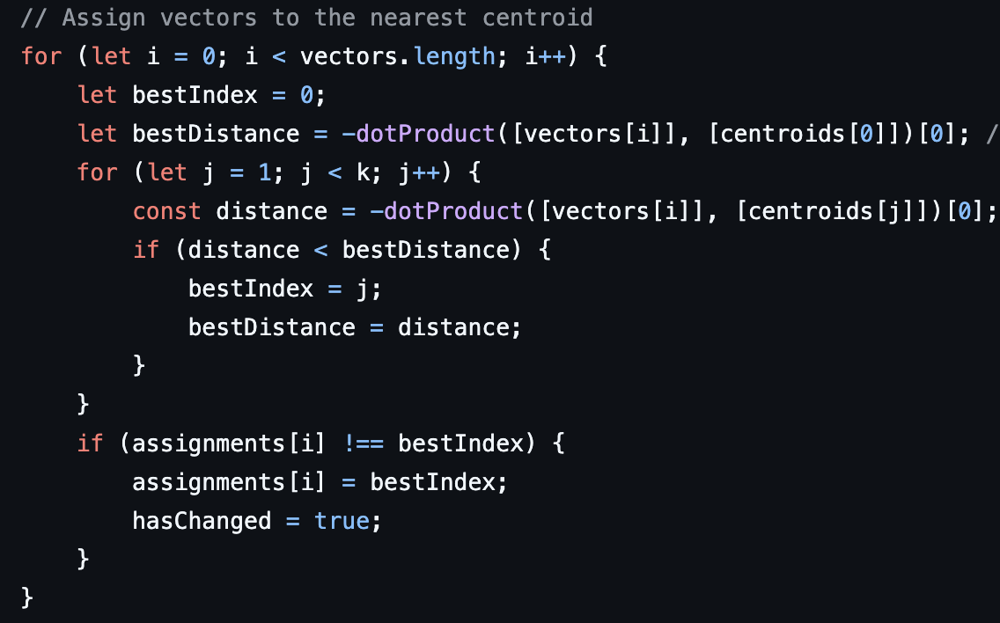 // Assign vectors to the nearest centroid
for (let i = 0; i < vectors.length; i++) {
    let bestIndex = 0;
    let bestDistance = -dotProduct([vectors[i]], [centroids[0]])[0]; /
    for (let j = 1; j < k; j++) {
        const distance = -dotProduct([vectors[i]], [centroids[j]])[0];
        if (distance < bestDistance) {
            bestIndex = j;
            bestDistance = distance;
        }
    }
    if (assignments[i] !== bestIndex) {
        assignments[i] = bestIndex;
        hasChanged = true;
    }
}